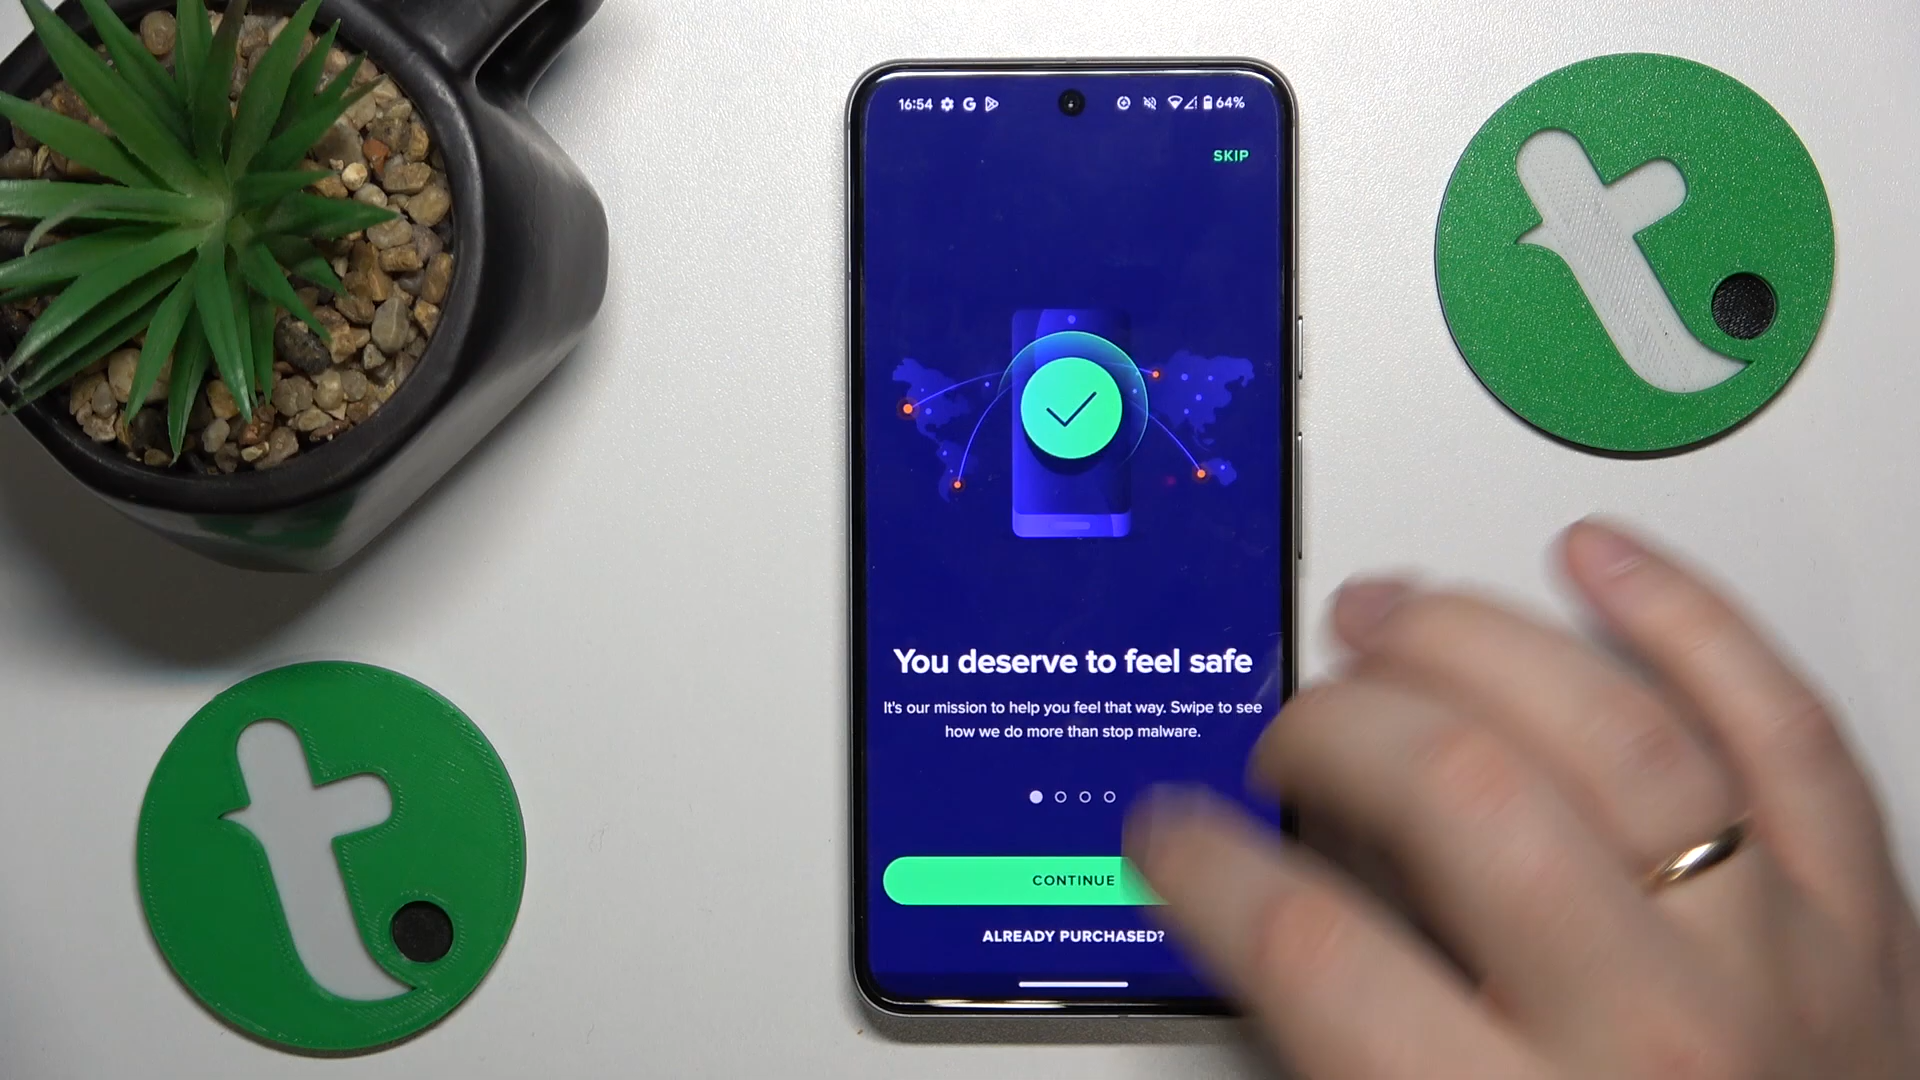 16:54 G 64%
SKIP
You deserve to feel safe
It's our mission to help you feel that way. Swipe to see
how we do more than stop malware.
CONTINUE
ALREADY PURCHASED?
t.
t.